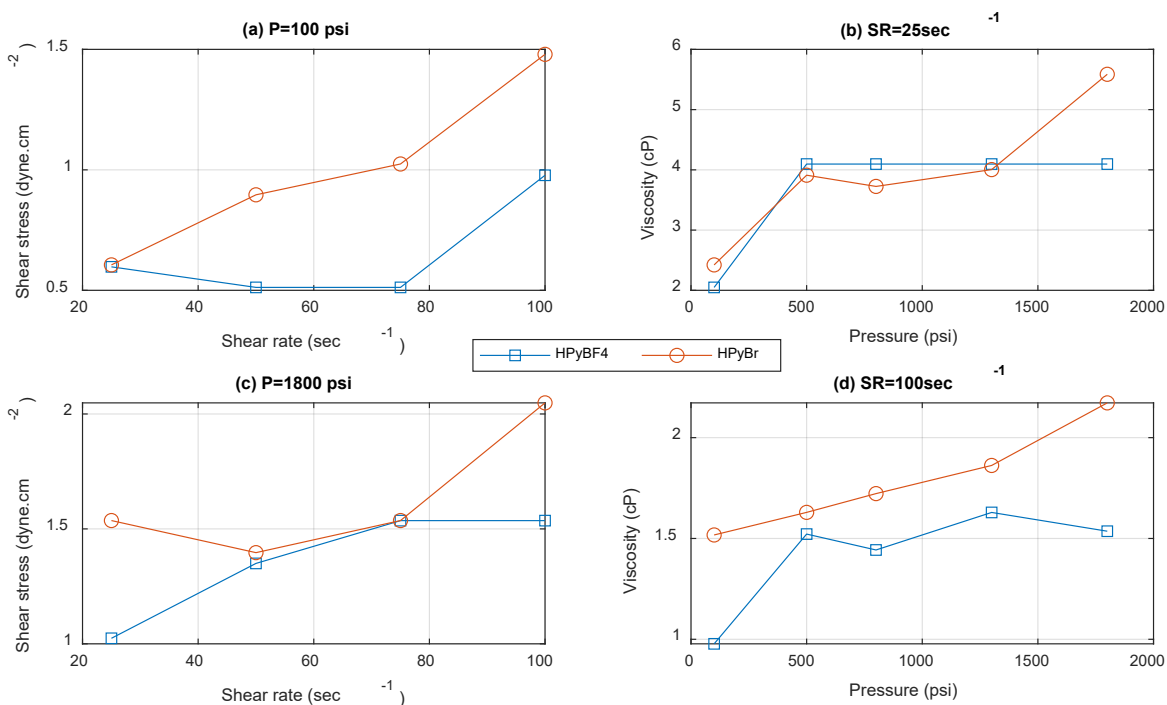 (a) P=100 psi
Shear stress (dyne.cm⁻²)
1.5
1
0.5
20 40 60 80 100
Shear rate (sec⁻¹)
(b) SR=25sec⁻¹
Viscosity (cP)
6
5
4
3
2
0 500 1000 1500 2000
Pressure (psi)
HPyBF4 HPyBr
(c) P=1800 psi
Shear stress (dyne.cm⁻²)
2
1.5
1
20 40 60 80 100
Shear rate (sec⁻¹)
(d) SR=100sec⁻¹
Viscosity (cP)
2
1.5
1
0 500 1000 1500 2000
Pressure (psi)